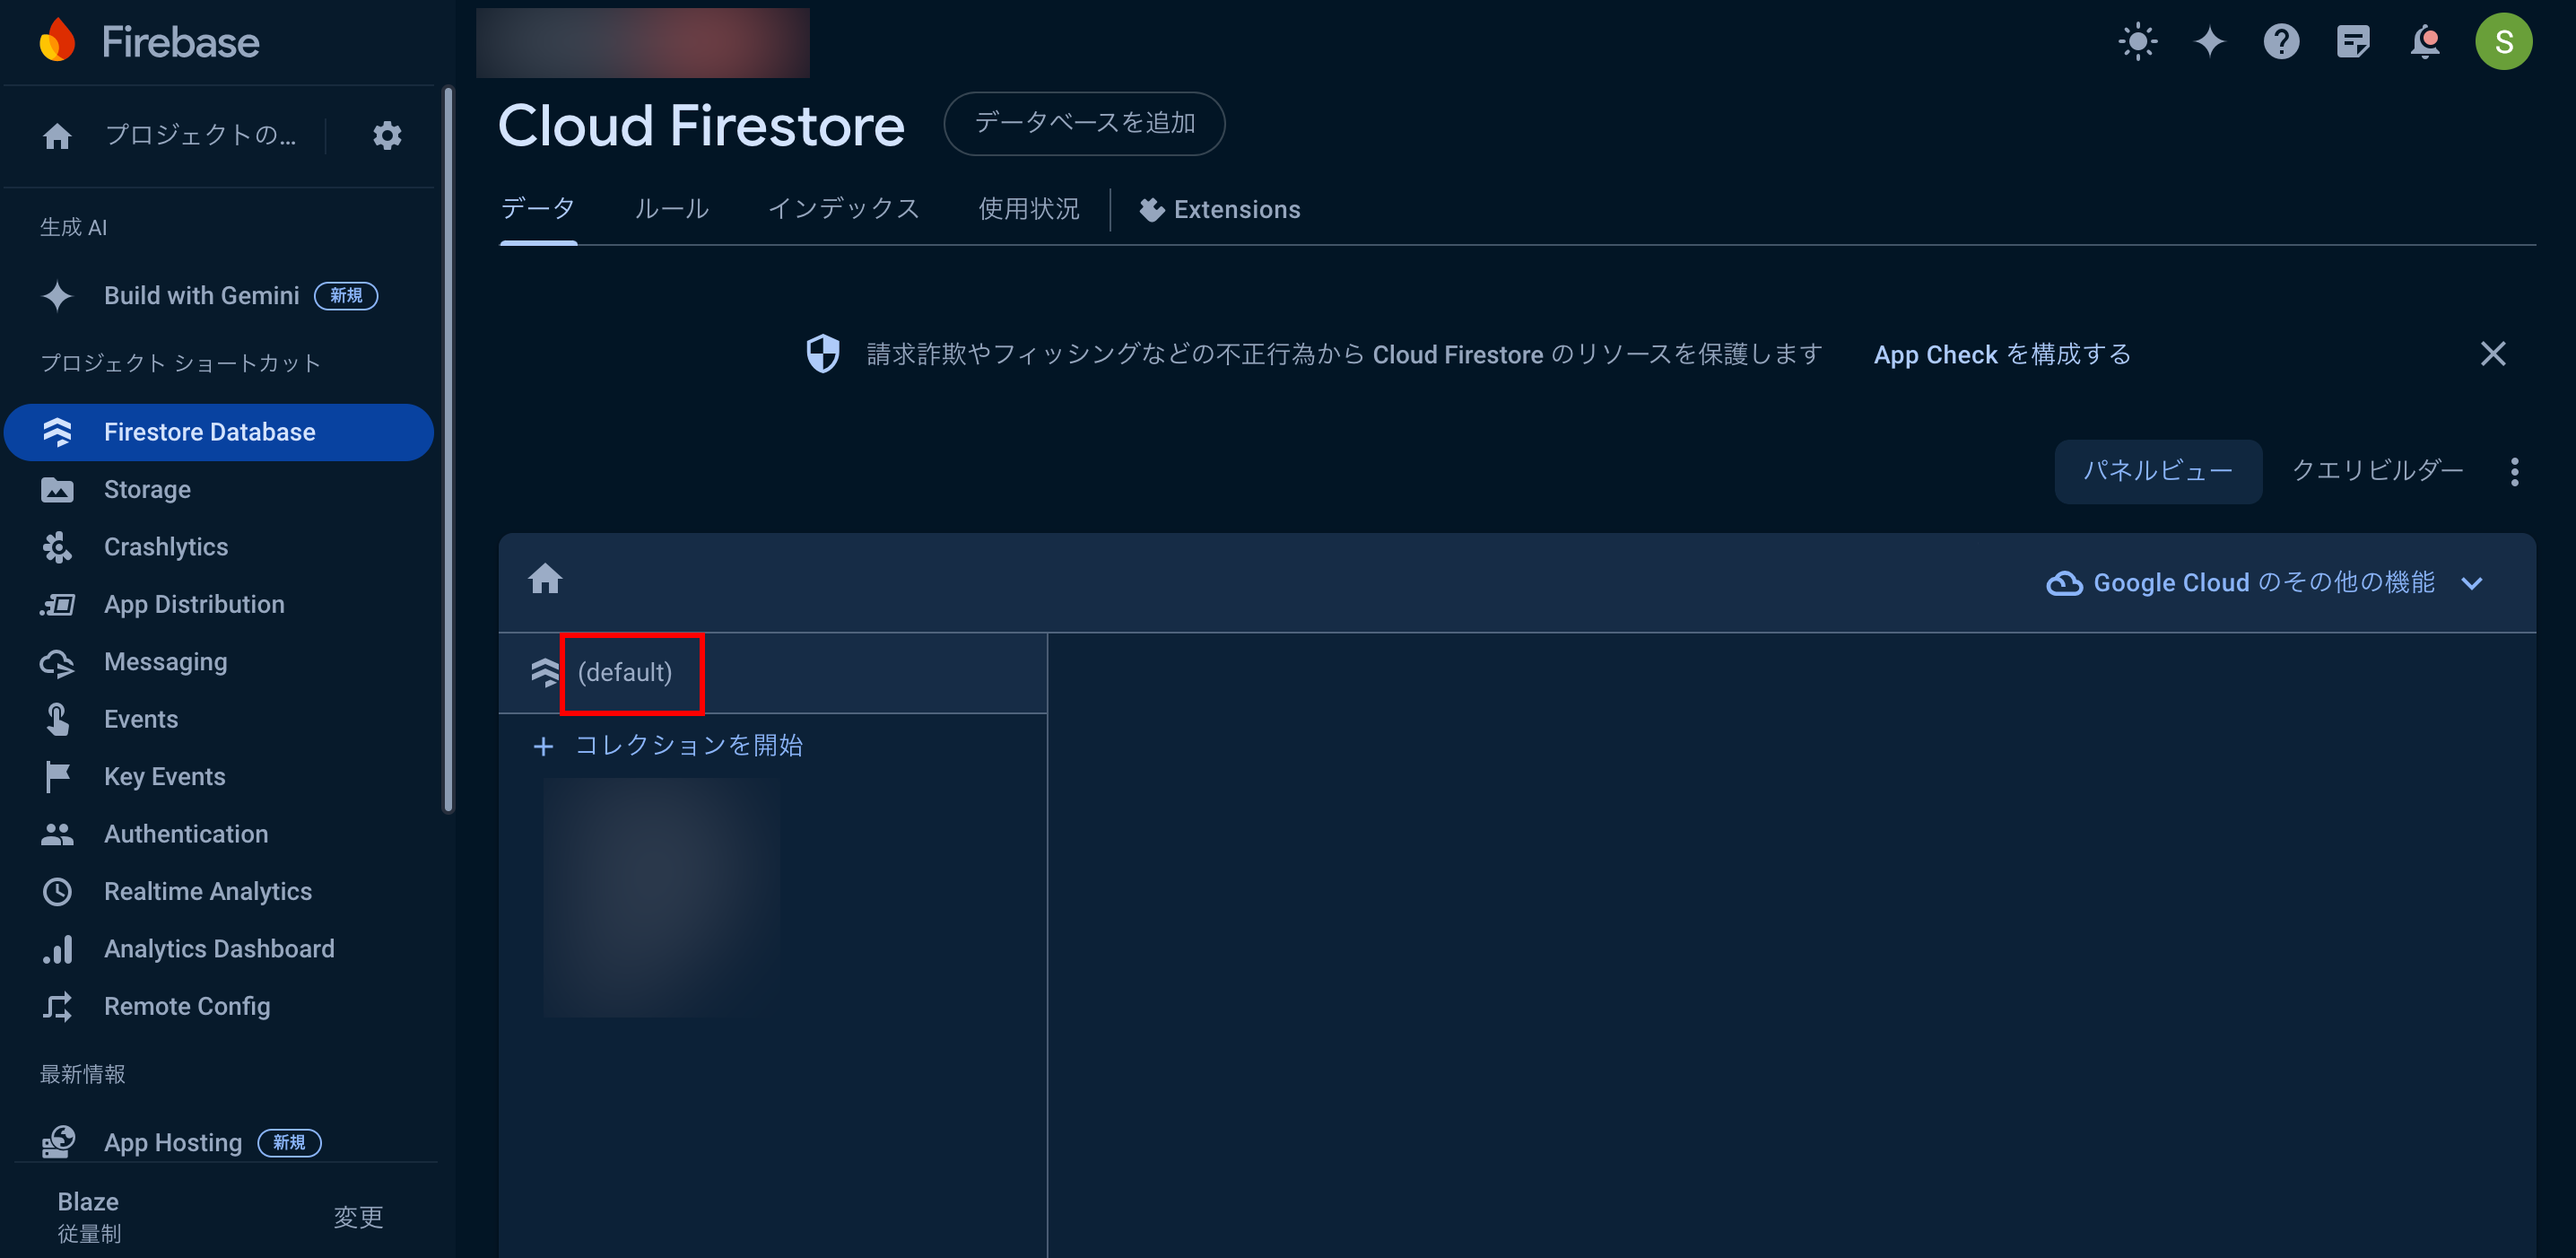 Firebase
プロジェクトの...
生成 AI
Build with Gemini 新規
プロジェクト ショートカット
Firestore Database
Storage
Crashlytics
App Distribution
Messaging
Events
Key Events
Authentication
Realtime Analytics
Analytics Dashboard
Remote Config
最新情報
App Hosting 新規
Blaze
従量制
変更
S
Cloud Firestore データベースを追加
データ ルール インデックス 使用状況 Extensions
請求詐欺やフィッシングなどの不正行為から Cloud Firestore のリソースを保護します App Check を構成する
パネルビュー クエリビルダー
Google Cloud のその他の機能
(default)
+ コレクションを開始